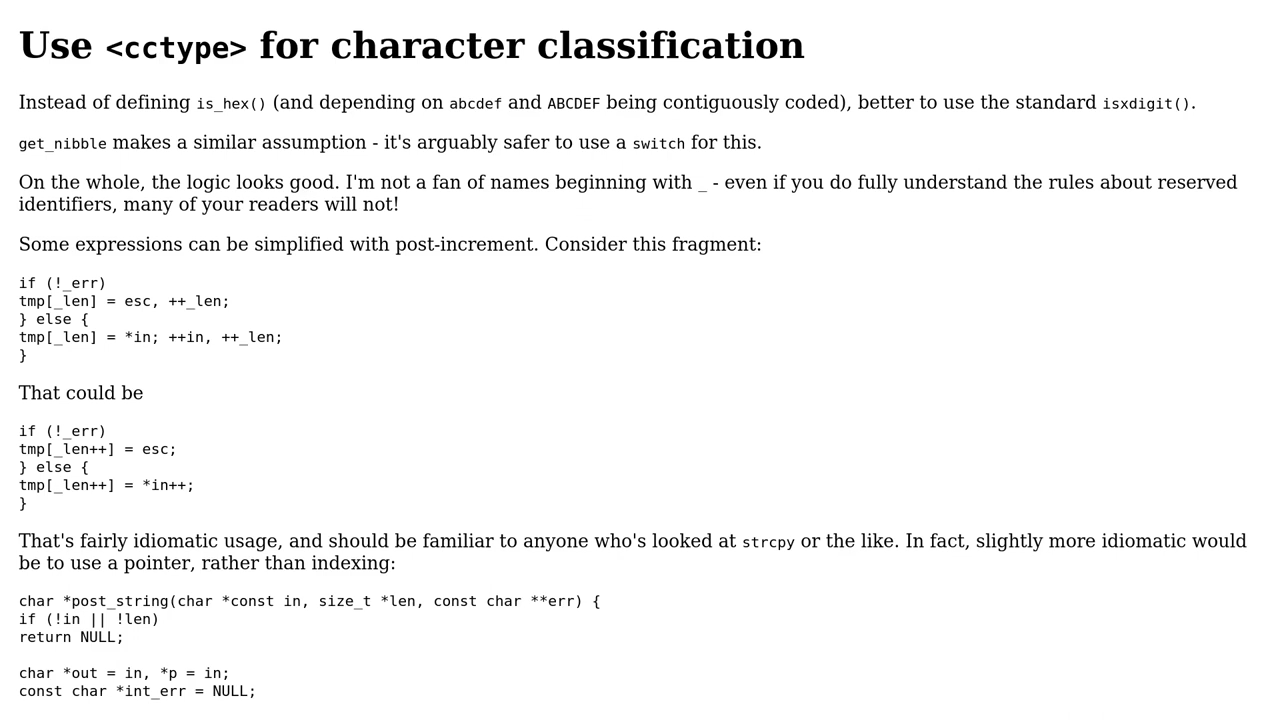 Use <cctype> for character classification
Instead of defining is_hex() (and depending on abcdef and ABCDEF being contiguously coded), better to use the standard isxdigit().
get_nibble makes a similar assumption - it's arguably safer to use a switch for this.
On the whole, the logic looks good. I'm not a fan of names beginning with _ - even if you do fully understand the rules about reserved
identifiers, many of your readers will not!
Some expressions can be simplified with post-increment. Consider this fragment:
if (!_err)
tmp[_len] = esc, ++_len;
} else {
tmp[_len] = *in; ++in, ++_len;
}
That could be
if (!_err)
tmp[_len++] = esc;
} else {
tmp[_len++] = *in++;
}
That's fairly idiomatic usage, and should be familiar to anyone who's looked at strcpy or the like. In fact, slightly more idiomatic would
be to use a pointer, rather than indexing:
char *post_string(char *const in, size_t *len, const char **err) {
if (!in || !len)
return NULL;
char *out = in, *p = in;
const char *int_err = NULL;